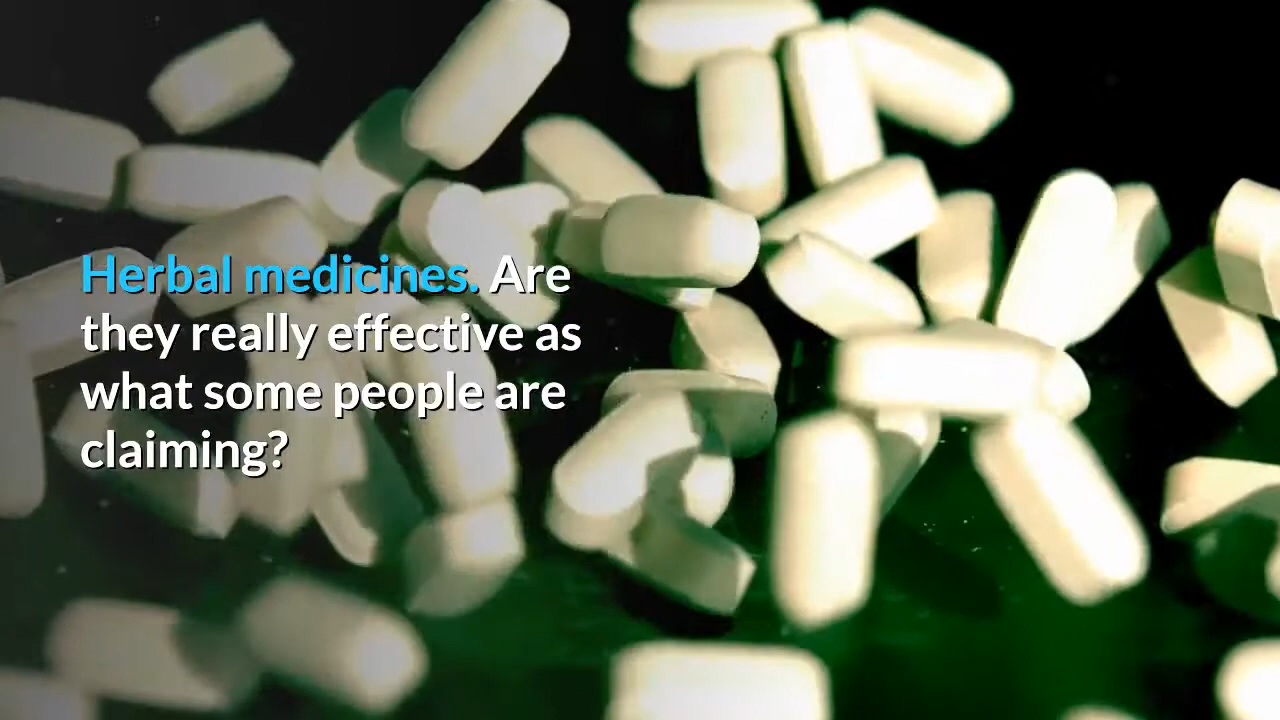 Herbal medicines. Are
they really effective as
what some people are
claiming?